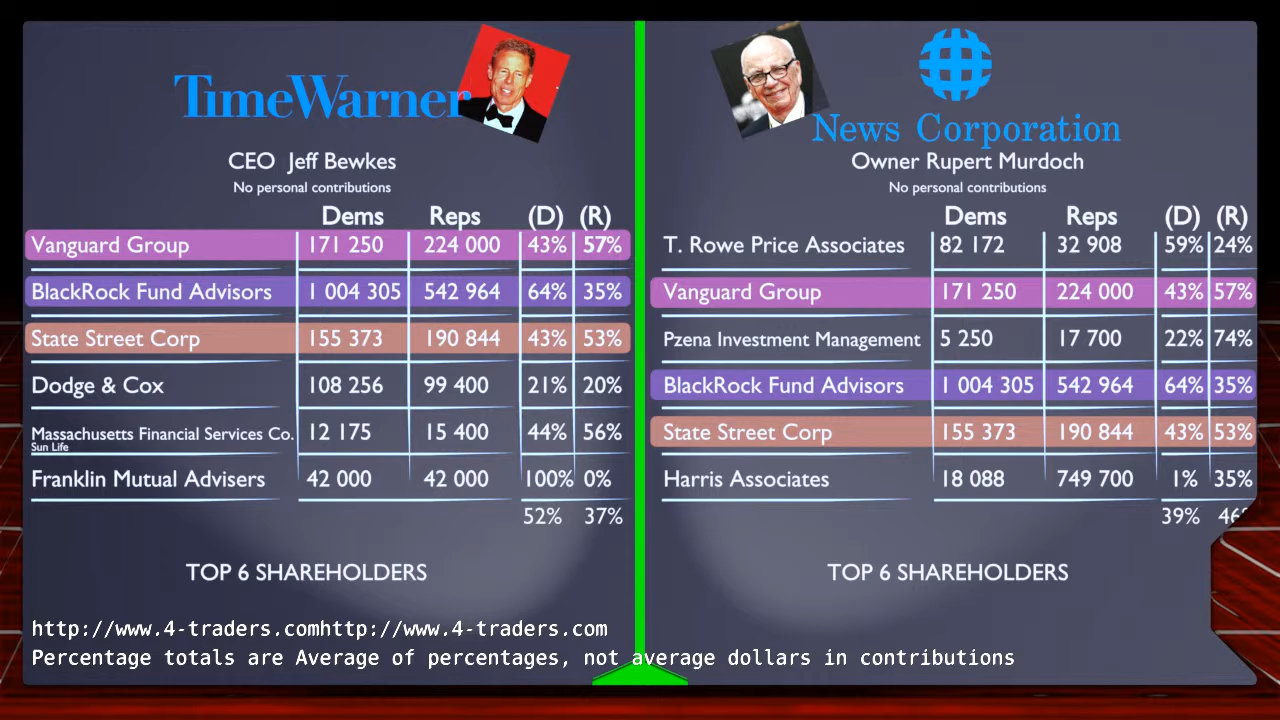 TimeWarner
CEO  Jeff Bewkes
No personal contributions
Dems Reps (D) (R)
Vanguard Group 171 250 224 000 43% 57%
BlackRock Fund Advisors 1 004 305 542 964 64% 35%
State Street Corp 155 373 190 844 43% 53%
Dodge & Cox 108 256 99 400 21% 20%
Massachusetts Financial Services Co. 12 175 15 400 44% 56%
Sun Life
Franklin Mutual Advisers 42 000 42 000 100% 0%
52% 37%
TOP 6 SHAREHOLDERS
News Corporation
Owner Rupert Murdoch
No personal contributions
Dems Reps (D) (R)
T. Rowe Price Associates 82 172 32 908 59% 24%
Vanguard Group 171 250 224 000 43% 57%
Pzena Investment Management 5 250 17 700 22% 74%
BlackRock Fund Advisors 1 004 305 542 964 64% 35%
State Street Corp 155 373 190 844 43% 53%
Harris Associates 18 088 749 700 1% 35%
39% 46%
TOP 6 SHAREHOLDERS
http://www.4-traders.comhttp://www.4-traders.com
Percentage totals are Average of percentages, not average dollars in contributions